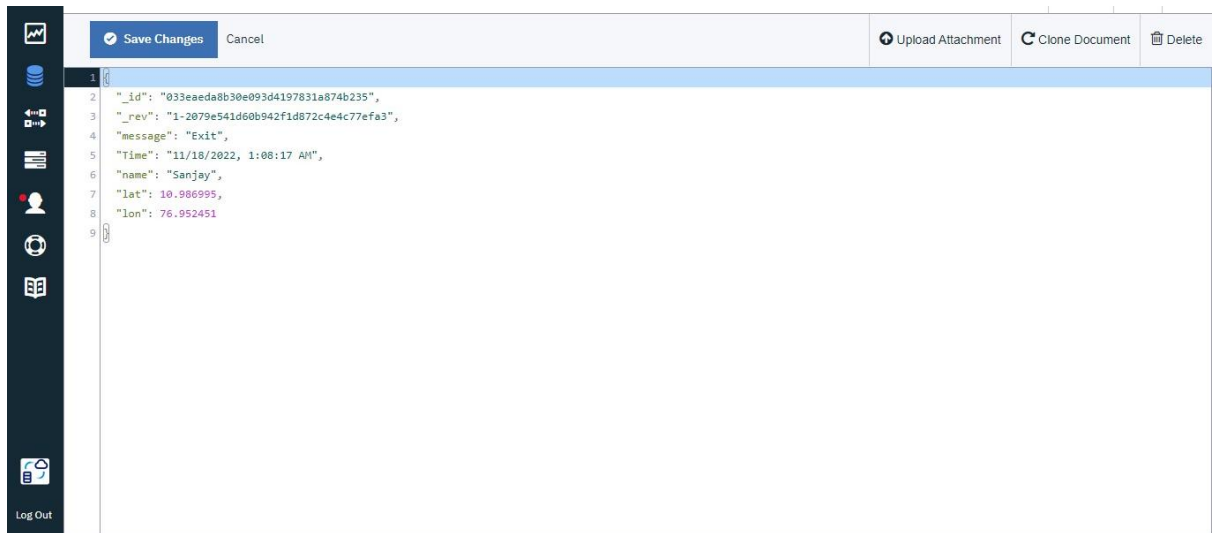 Save Changes Cancel Upload Attachment Clone Document Delete
1 {
2 "_id": "033eaeda8b30e093d4197831a874b235",
3 "_rev": "1-2079e541d60b942f1d872c4e4c77efa3",
4 "message": "Exit",
5 "Time": "11/18/2022, 1:08:17 AM",
6 "name": "Sanjay",
7 "lat": 10.986995,
8 "lon": 76.952451
9 }
Log Out